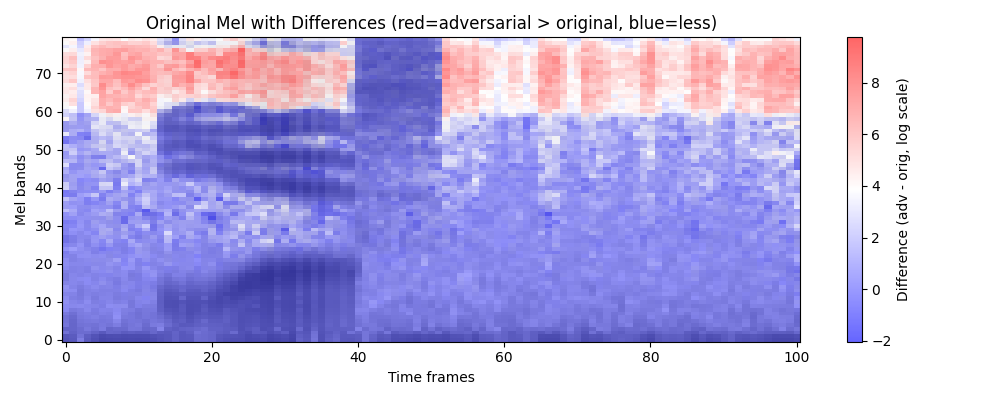 Original Mel with Differences (red=adversarial > original, blue=less)
Mel bands
70
60
50
40
30
20
10
0
0 20 40 60 80 100
Time frames
8
6
4
2
0
−2
Difference (adv - orig, log scale)